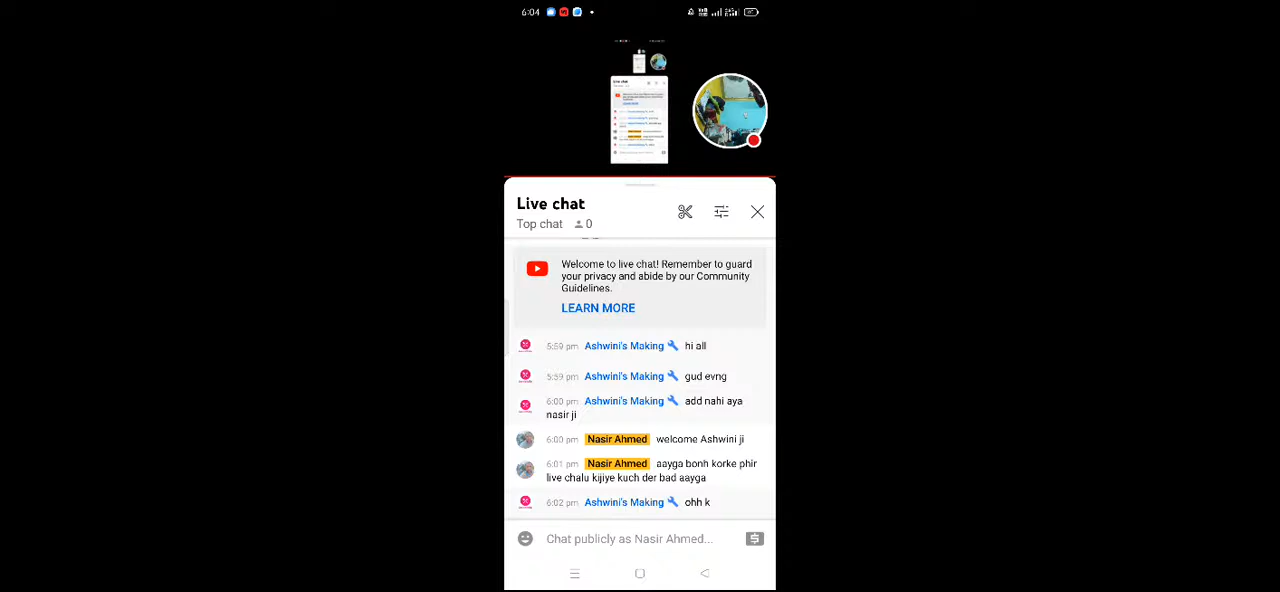 6:04
Live chat
Top chat 0
Welcome to live chat! Remember to guard
your privacy and abide by our Community
Guidelines.
LEARN MORE
5:59 pm Ashwini's Making hi all
5:59 pm Ashwini's Making gud evng
6:00 pm Ashwini's Making add nahi aya
nasir ji
6:00 pm Nasir Ahmed welcome Ashwini ji
6:01 pm Nasir Ahmed aayga bonh korke phir
live chalu kijiye kuch der bad aayga
6:02 pm Ashwini's Making ohh k
Chat publicly as Nasir Ahmed...